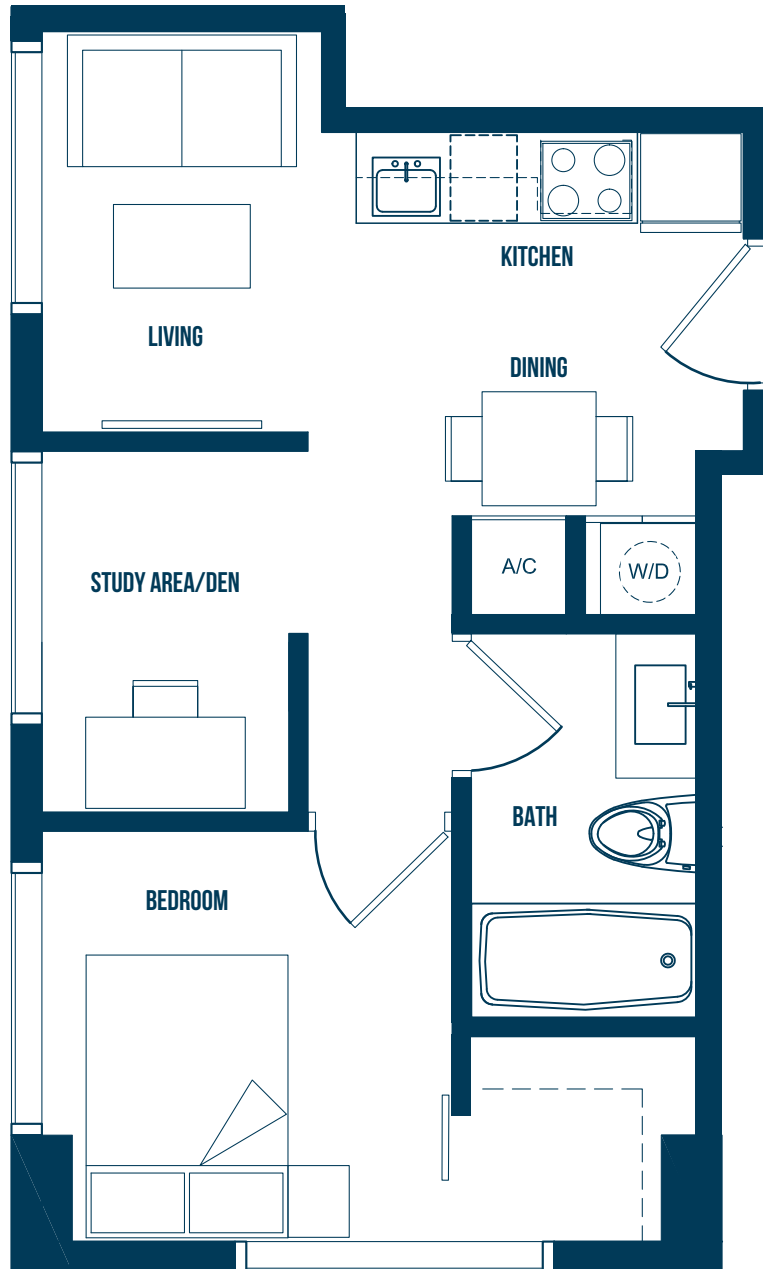 KITCHEN
LIVING
DINING
A/C
W/D
STUDY AREA/DEN
BATH
BEDROOM